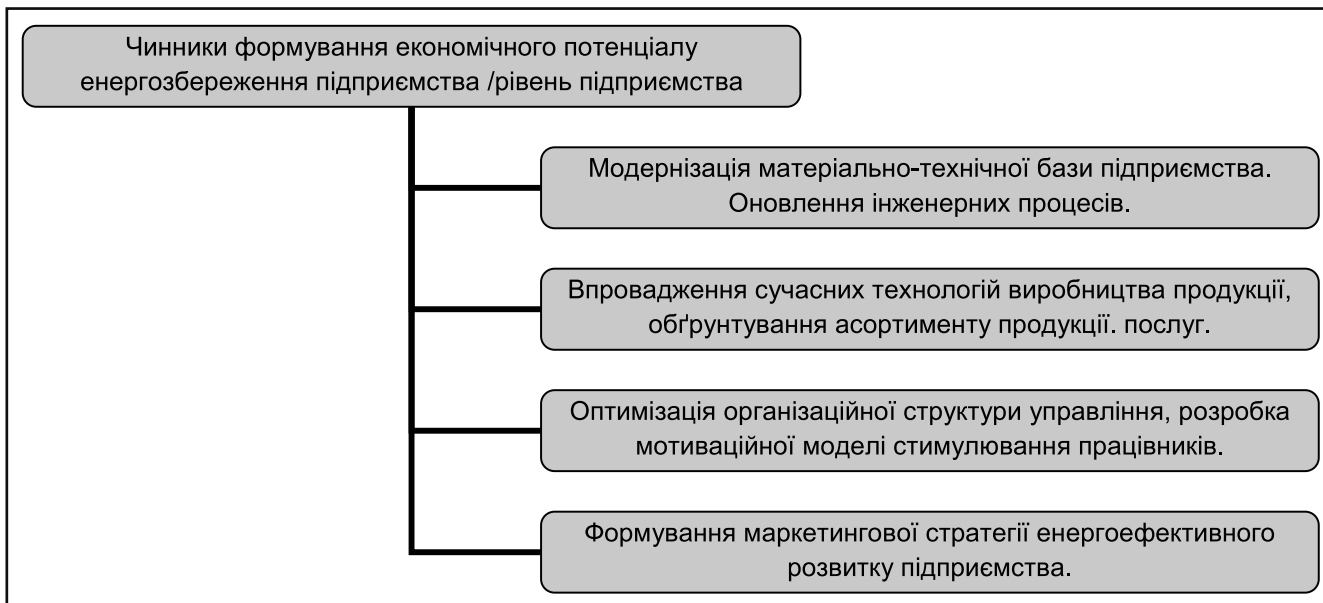 Чинники формування економічного потенціалу
енергозбереження підприємства /рівень підприємства
Модернізація матеріально-технічної бази підприємства.
Оновлення інженерних процесів.
Впровадження сучасних технологій виробництва продукції,
обґрунтування асортименту продукції. послуг.
Оптимізація організаційної структури управління, розробка
мотиваційної моделі стимулювання працівників.
Формування маркетингової стратегії енергоефективного
розвитку підприємства.